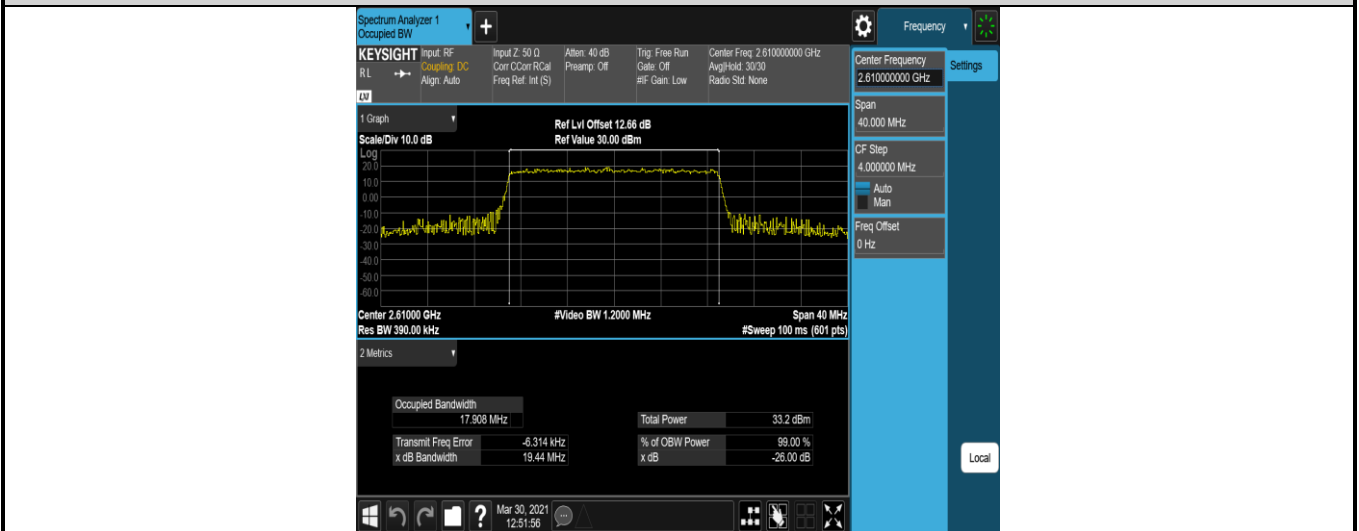 Spectrum Analyzer 1
Occupied BW
+
Frequency
KEYSIGHT
RL
LXI
Input: RF
Coupling: DC
Align: Auto
Input Z: 50 Ω
Corr CCorr RCal
Freq Ref: Int (S)
Atten: 40 dB
Preamp: Off
Trig: Free Run
Gate: Off
#IF Gain: Low
Center Freq: 2.610000000 GHz
Avg|Hold: 30/30
Radio Std: None
Center Frequency
2.610000000 GHz
Settings
Span
40.000 MHz
CF Step
4.000000 MHz
Auto
Man
Freq Offset
0 Hz
1 Graph
Scale/Div 10.0 dB
Ref Lvl Offset 12.66 dB
Ref Value 30.00 dBm
Log
20.0
10.0
0.00
-10.0
-20.0
-30.0
-40.0
-50.0
-60.0
Center 2.61000 GHz
#Video BW 1.2000 MHz
Span 40 MHz
Res BW 390.00 kHz
#Sweep 100 ms (601 pts)
2 Metrics
Occupied Bandwidth
17.908 MHz
Total Power 33.2 dBm
Transmit Freq Error -6.314 kHz
% of OBW Power 99.00 %
x dB Bandwidth 19.44 MHz
x dB -26.00 dB
Local
?
Mar 30, 2021
12:51:56